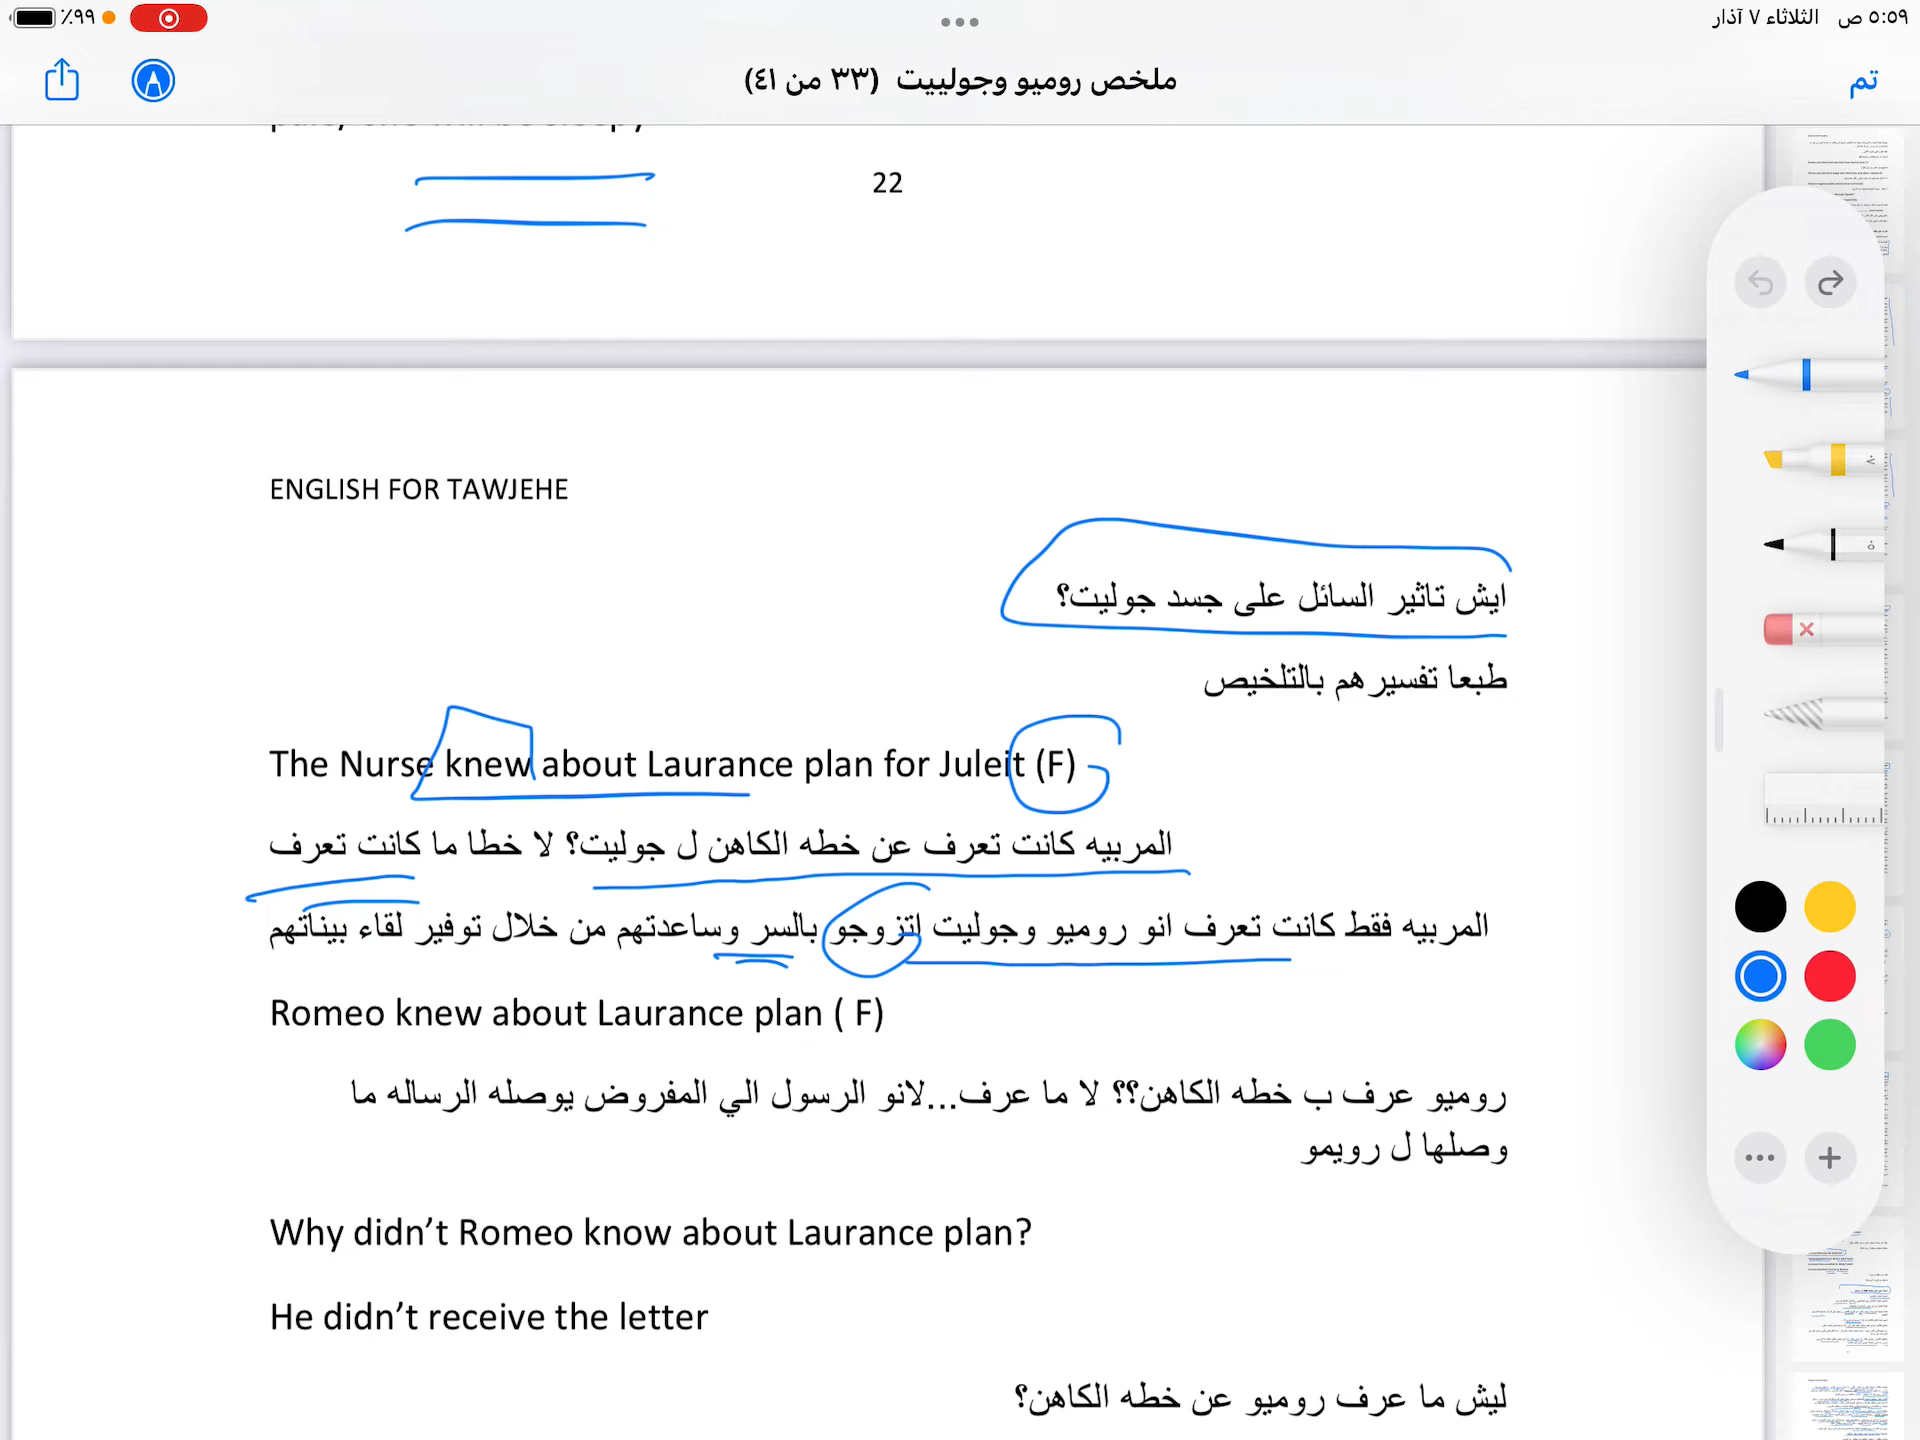 ٪٩٩
٥:٥٩ ص الثلاثاء ٧ آذار
ملخص روميو وجولييت (٣٣ من ٤١)
تم
22
ENGLISH FOR TAWJEHE
ايش تاثير السائل على جسد جوليت؟
طبعا تفسيرهم بالتلخيص
The Nurse knew about Laurance plan for Juleit (F)
المربيه كانت تعرف عن خطه الكاهن ل جوليت؟ لا خطا ما كانت تعرف
المربيه فقط كانت تعرف انو روميو وجوليت اتزوجو بالسر وساعدتهم من خلال توفير لقاء بيناتهم
Romeo knew about Laurance plan ( F)
روميو عرف ب خطه الكاهن؟؟ لا ما عرف...لانو الرسول الي المفروض يوصله الرساله ما
وصلها ل رويمو
Why didn’t Romeo know about Laurance plan?
He didn’t receive the letter
ليش ما عرف روميو عن خطه الكاهن؟